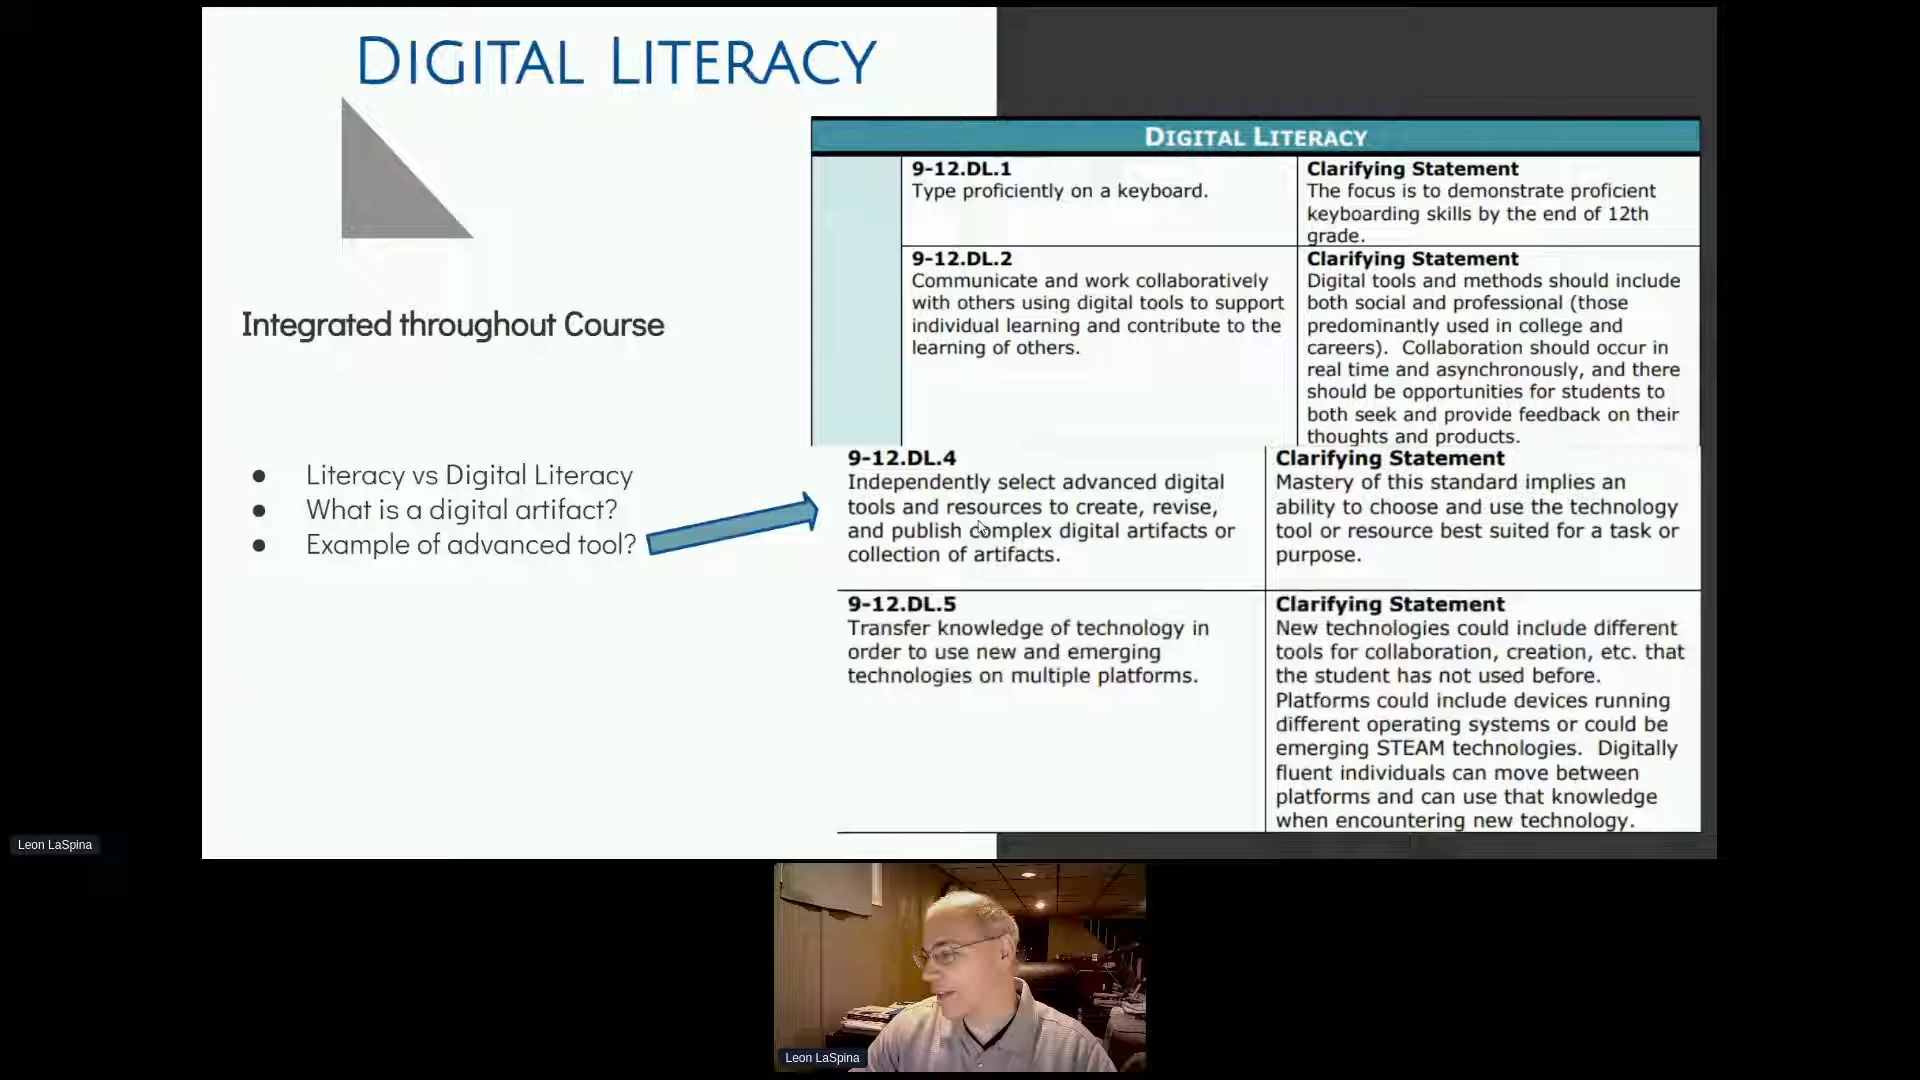 DIGITAL LITERACY
Integrated throughout Course
● Literacy vs Digital Literacy
● What is a digital artifact?
● Example of advanced tool?
DIGITAL LITERACY
9-12.DL.1
Type proficiently on a keyboard.
Clarifying Statement
The focus is to demonstrate proficient
keyboarding skills by the end of 12th
grade.
9-12.DL.2
Communicate and work collaboratively
with others using digital tools to support
individual learning and contribute to the
learning of others.
Clarifying Statement
Digital tools and methods should include
both social and professional (those
predominantly used in college and
careers). Collaboration should occur in
real time and asynchronously, and there
should be opportunities for students to
both seek and provide feedback on their
thoughts and products.
9-12.DL.4
Independently select advanced digital
tools and resources to create, revise,
and publish complex digital artifacts or
collection of artifacts.
Clarifying Statement
Mastery of this standard implies an
ability to choose and use the technology
tool or resource best suited for a task or
purpose.
9-12.DL.5
Transfer knowledge of technology in
order to use new and emerging
technologies on multiple platforms.
Clarifying Statement
New technologies could include different
tools for collaboration, creation, etc. that
the student has not used before.
Platforms could include devices running
different operating systems or could be
emerging STEAM technologies. Digitally
fluent individuals can move between
platforms and can use that knowledge
when encountering new technology.
Leon LaSpina
Leon LaSpina